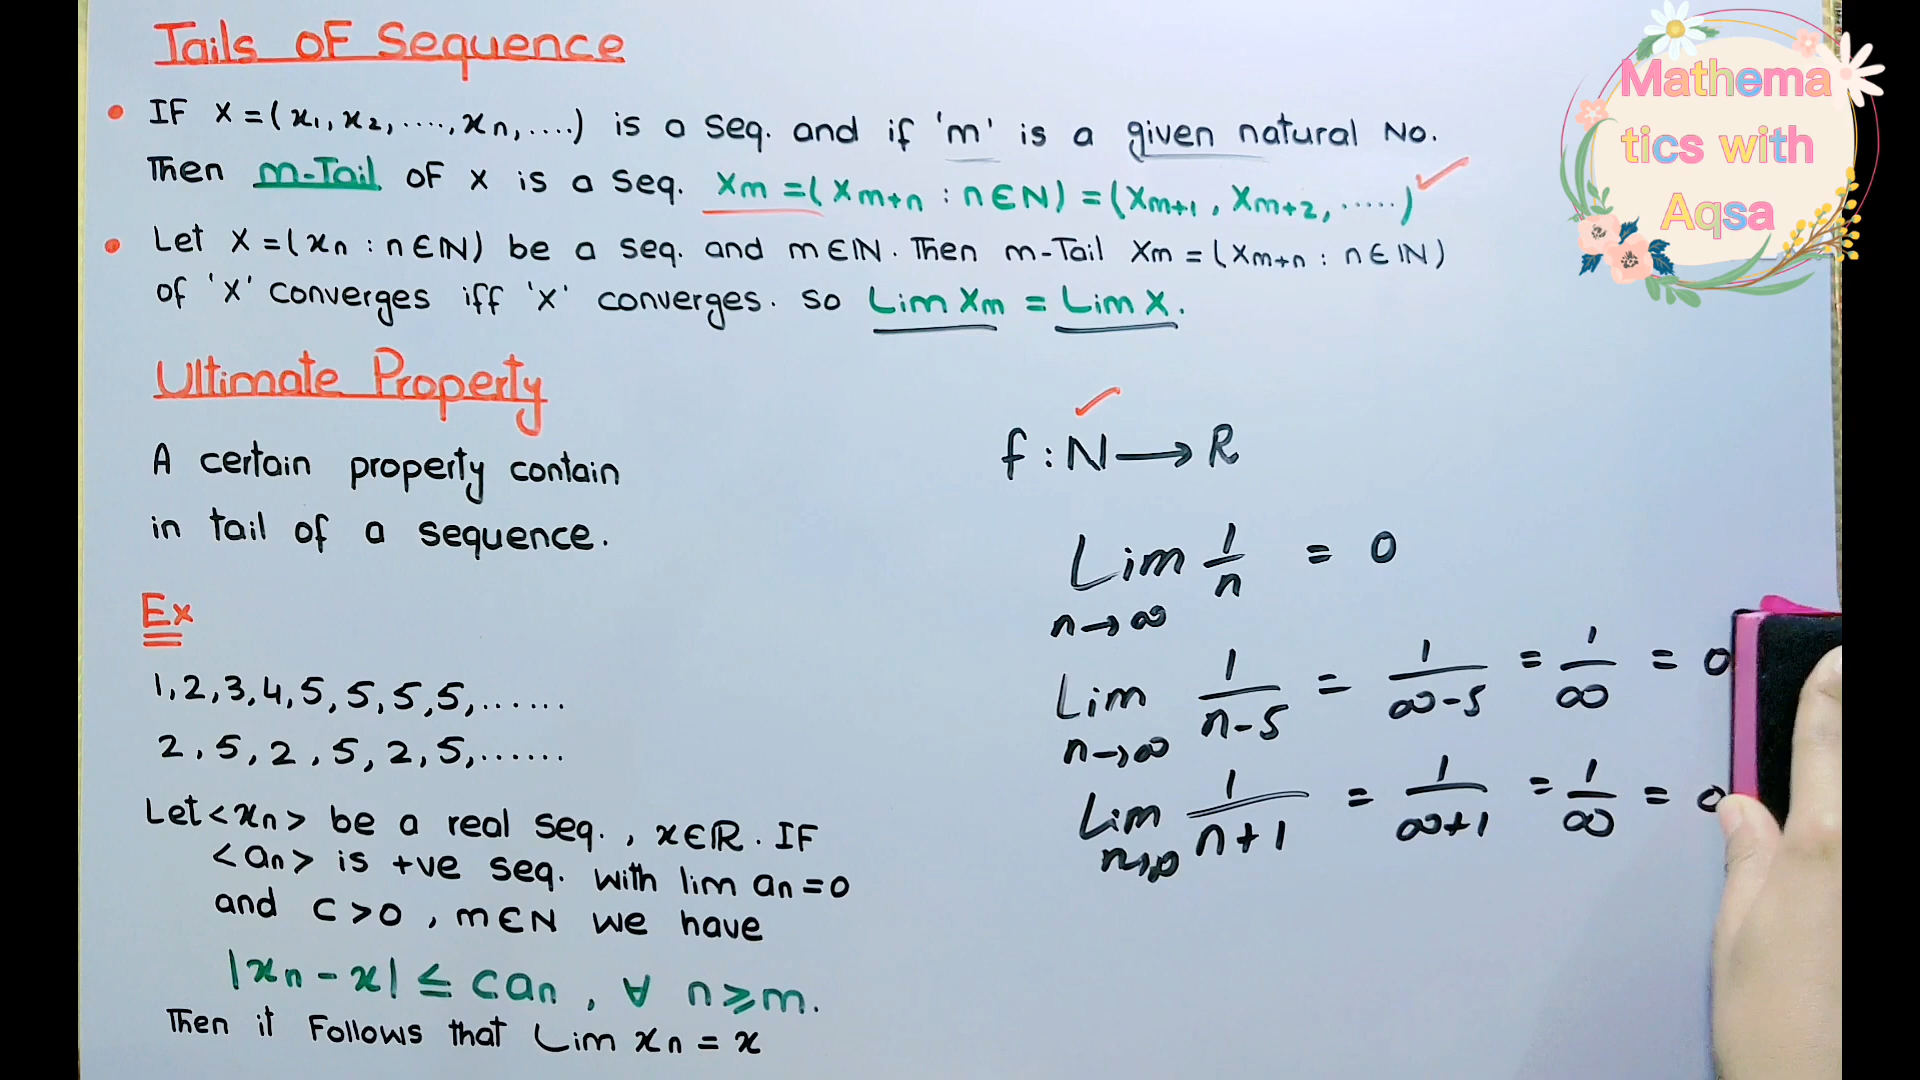 Tails of Sequence
• IF X = (x₁, x₂, ...., xₙ, ....) is a seq. and if 'm' is a given natural No.
Then m-Tail of X is a seq. Xm = (Xm+n : n∈N) = (Xm+1, Xm+2, .....)
• Let X = (xn : n∈N) be a seq. and m∈N. Then m-Tail Xm = (Xm+n : n∈N)
of 'X' converges iff 'X' converges. So Lim Xm = Lim X.
Ultimate Property
A certain property contain
in tail of a sequence.
Ex
1,2,3,4,5,5,5,5,......
2,5,2,5,2,5,......
Let <xn> be a real seq., x∈R. IF
<an> is +ve seq. with lim an = 0
and C>0, m∈N we have
|xn - x| ≤ Can, ∀ n≥m.
Then it Follows that Lim xn = x
f : N → R
Lim n→∞ 1/n = 0
Lim n→∞ 1/(n-5) = 1/(∞-5) = 1/∞ = 0
Lim n→∞ 1/(n+1) = 1/(∞+1) = 1/∞ = 0
Mathema
tics with
Aqsa